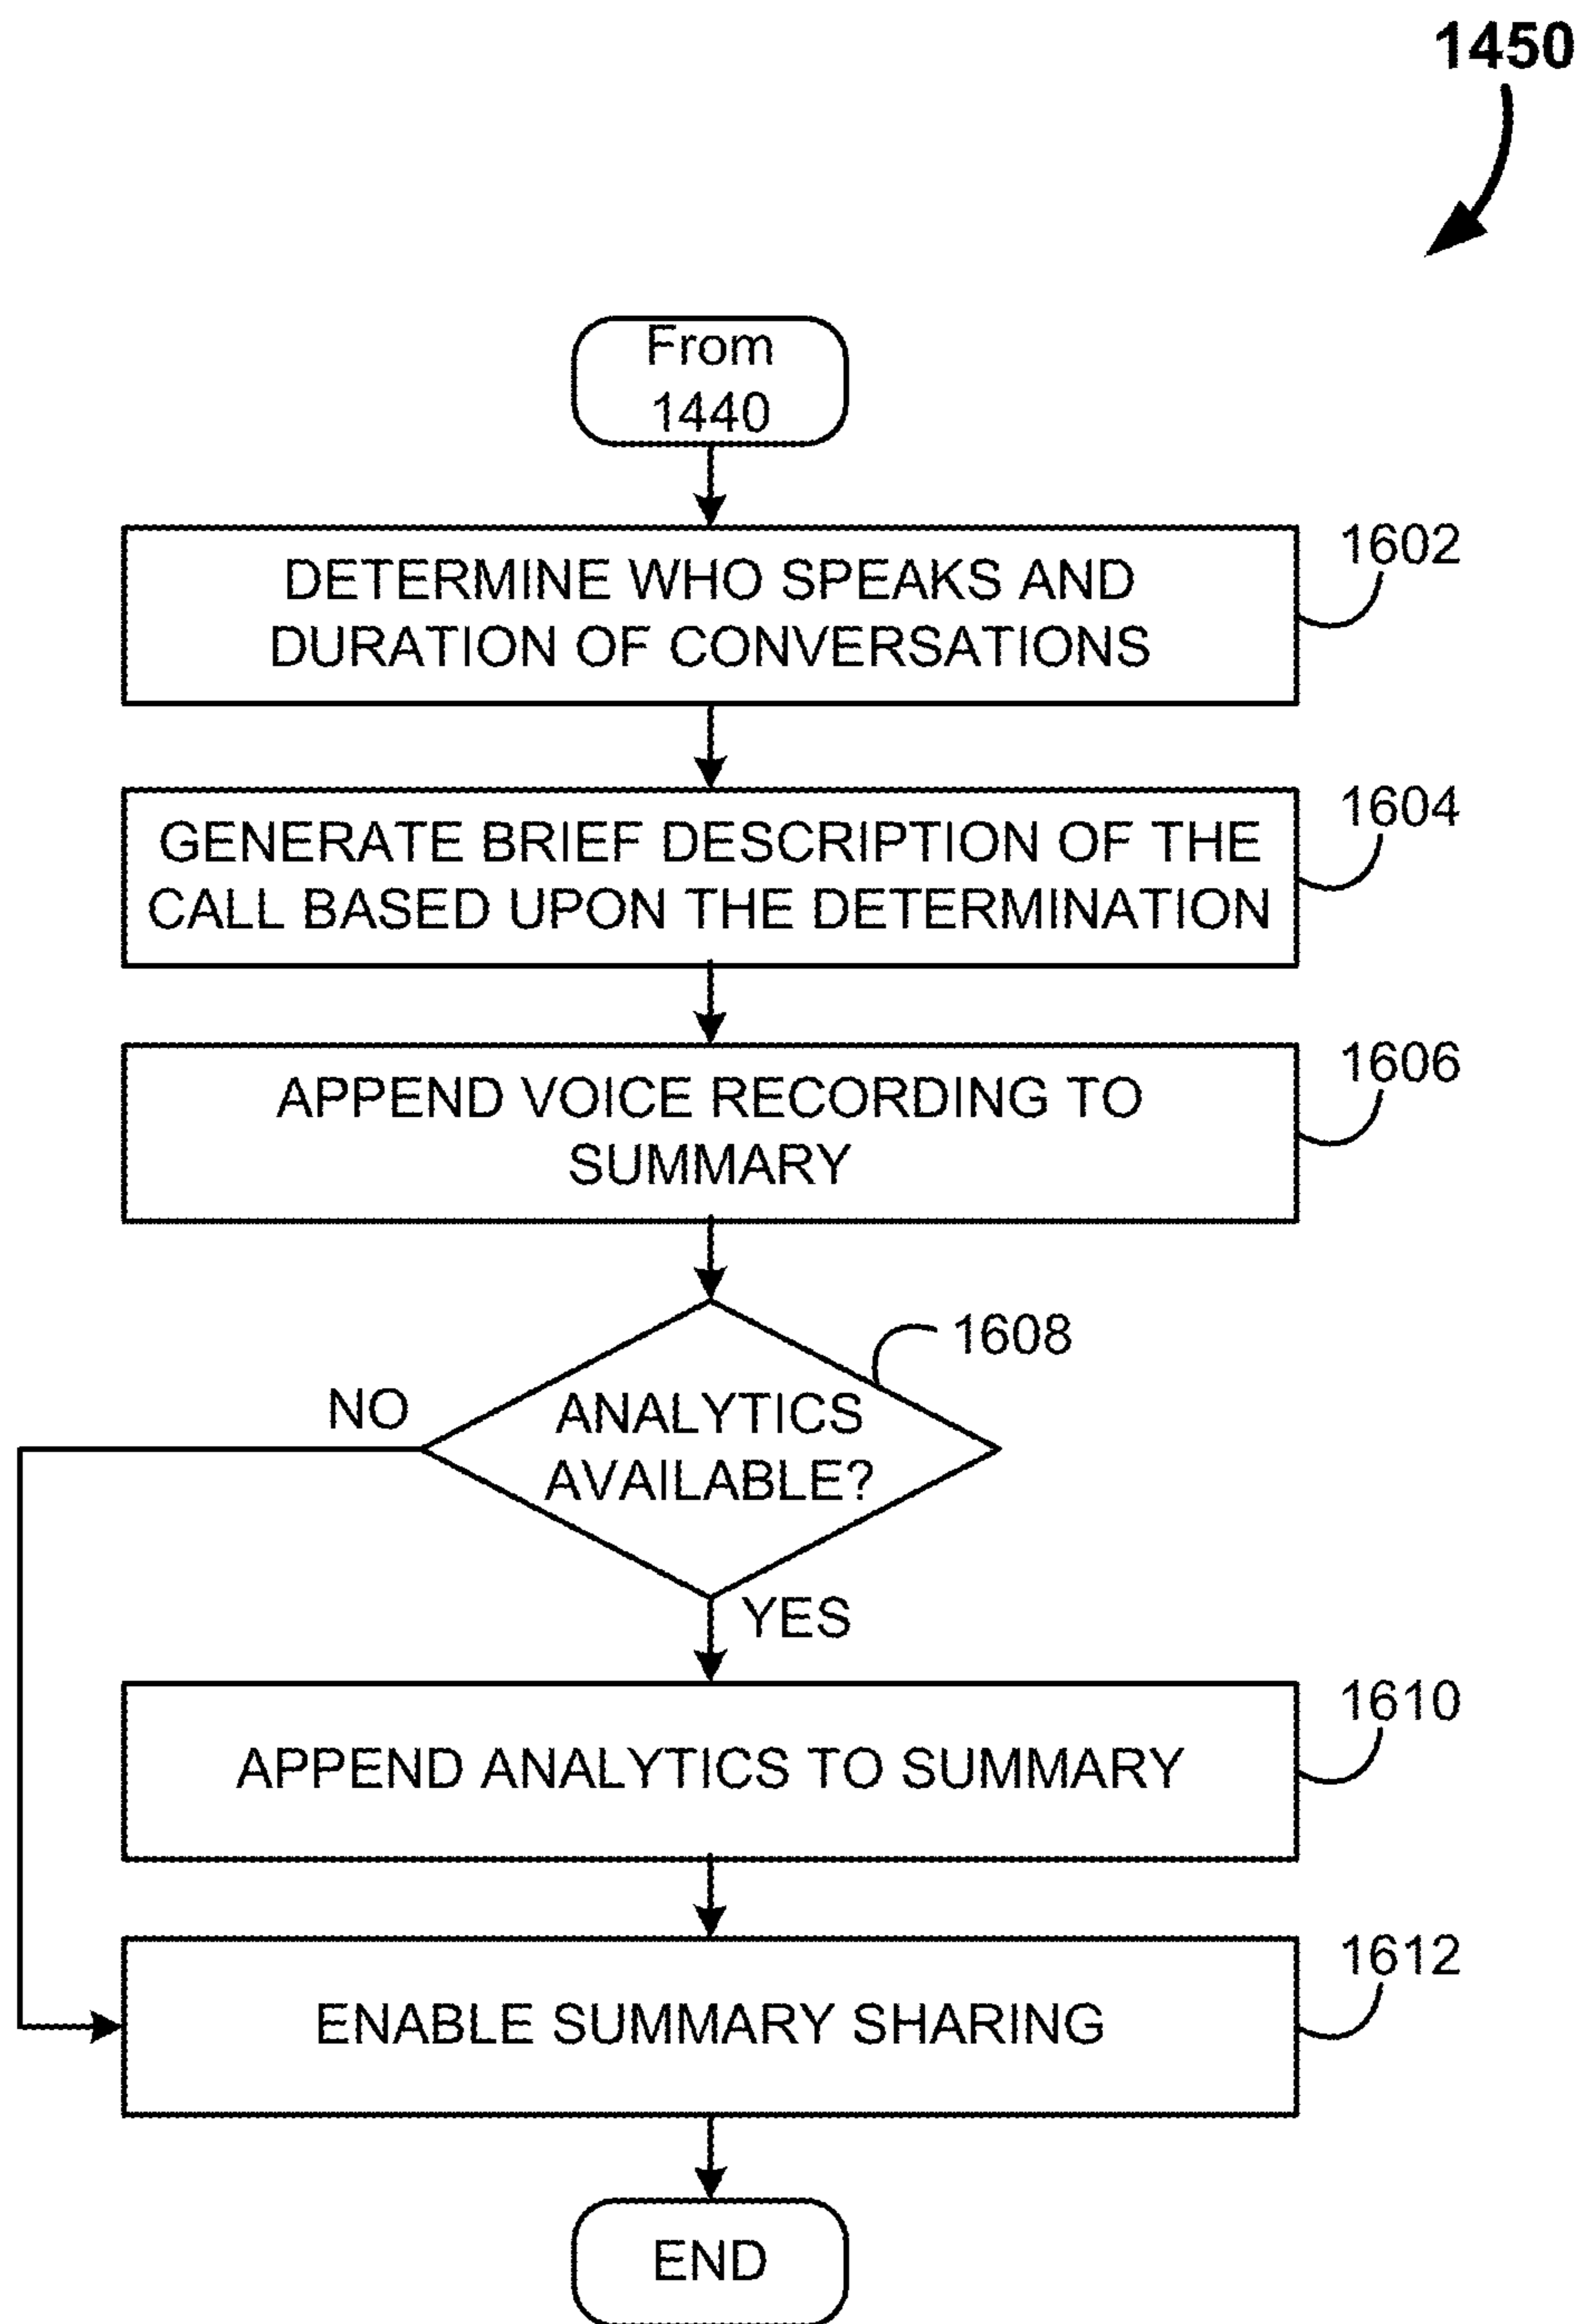 1450
From
1440
1602
DETERMINE WHO SPEAKS AND
DURATION OF CONVERSATIONS
1604
GENERATE BRIEF DESCRIPTION OF THE
CALL BASED UPON THE DETERMINATION
1606
APPEND VOICE RECORDING TO
SUMMARY
1608
NO
ANALYTICS
AVAILABLE?
YES
1610
APPEND ANALYTICS TO SUMMARY
1612
ENABLE SUMMARY SHARING
END